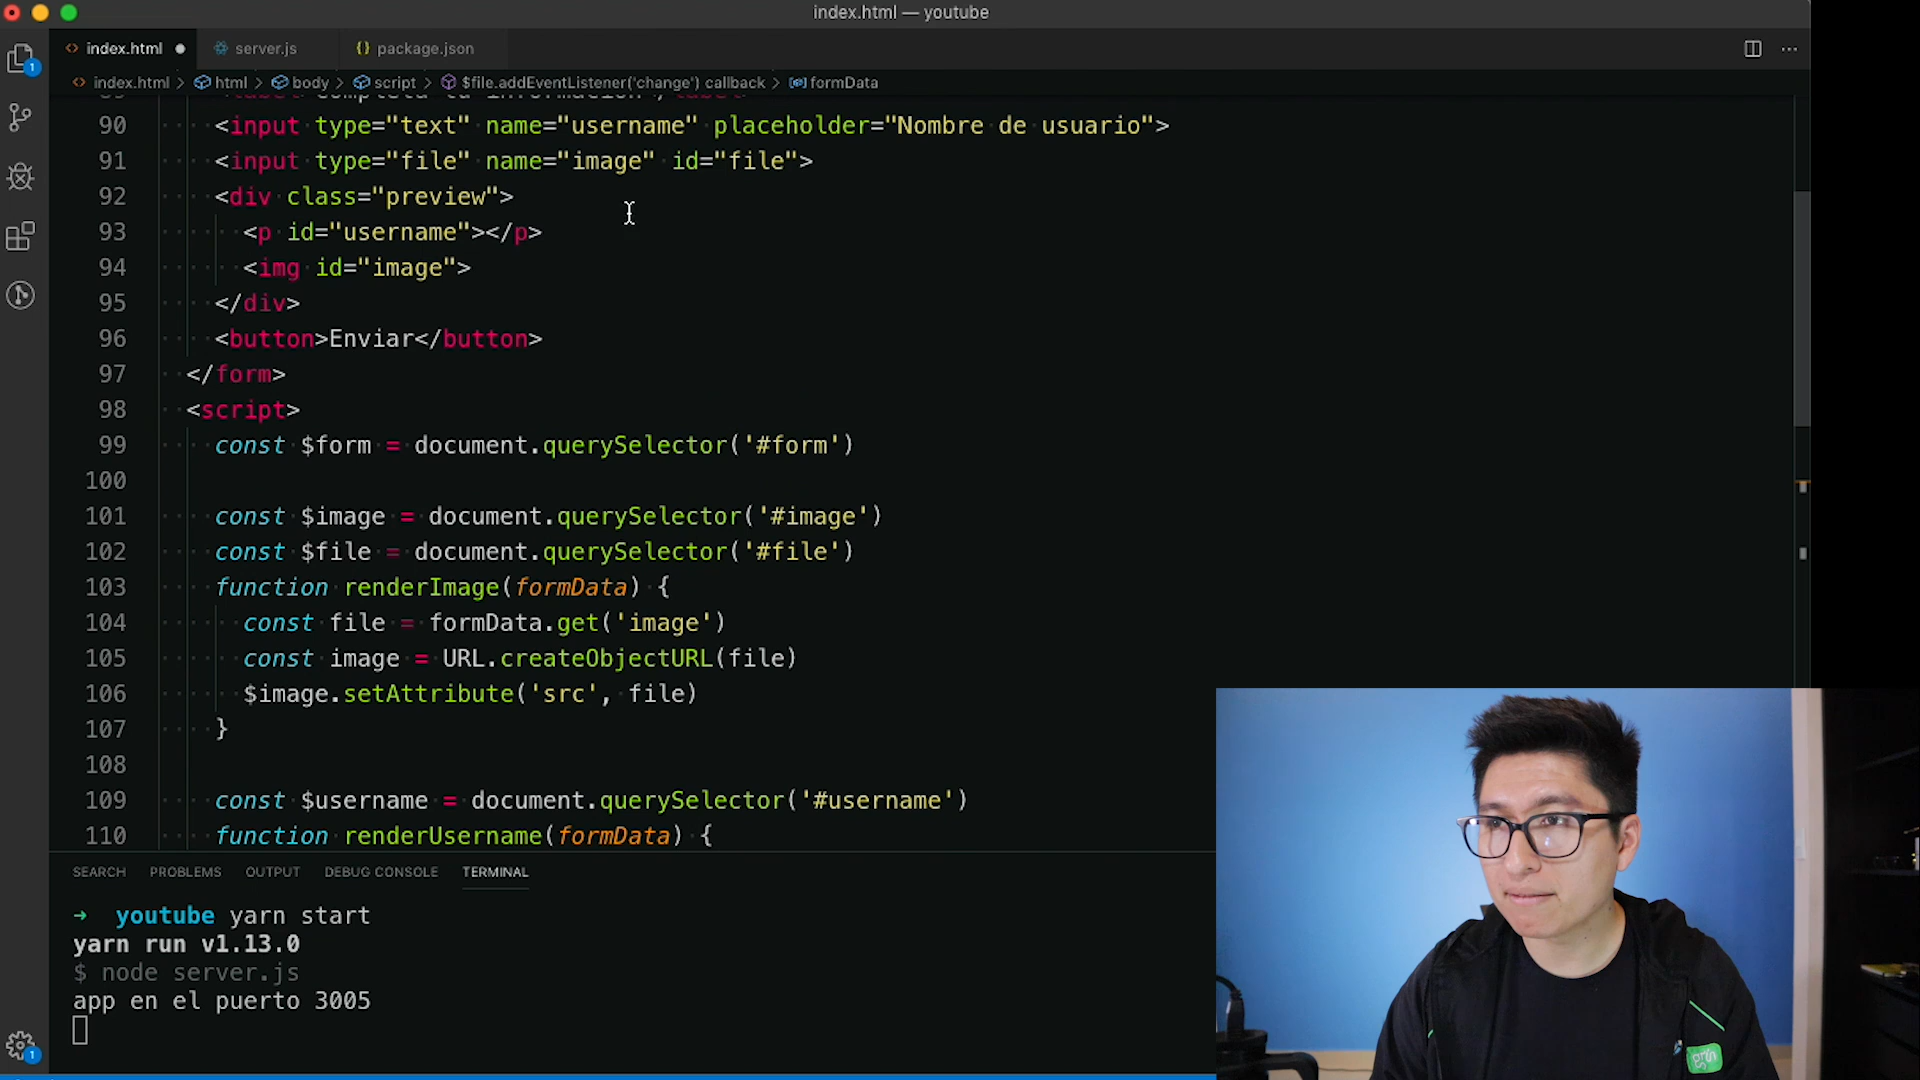 index.html — youtube
index.html server.js package.json
index.html > html > body > script > $file.addEventListener('change') callback > formData
90 <input type="text" name="username" placeholder="Nombre de usuario">
91 <input type="file" name="image" id="file">
92 <div class="preview">
93 <p id="username"></p>
94 <img id="image">
95 </div>
96 <button>Enviar</button>
97 </form>
98 <script>
99 const $form = document.querySelector('#form')
100
101 const $image = document.querySelector('#image')
102 const $file = document.querySelector('#file')
103 function renderImage(formData) {
104 const file = formData.get('image')
105 const image = URL.createObjectURL(file)
106 $image.setAttribute('src', file)
107 }
108
109 const $username = document.querySelector('#username')
110 function renderUsername(formData) {
SEARCH PROBLEMS OUTPUT DEBUG CONSOLE TERMINAL
→ youtube yarn start
yarn run v1.13.0
$ node server.js
app en el puerto 3005
1
1